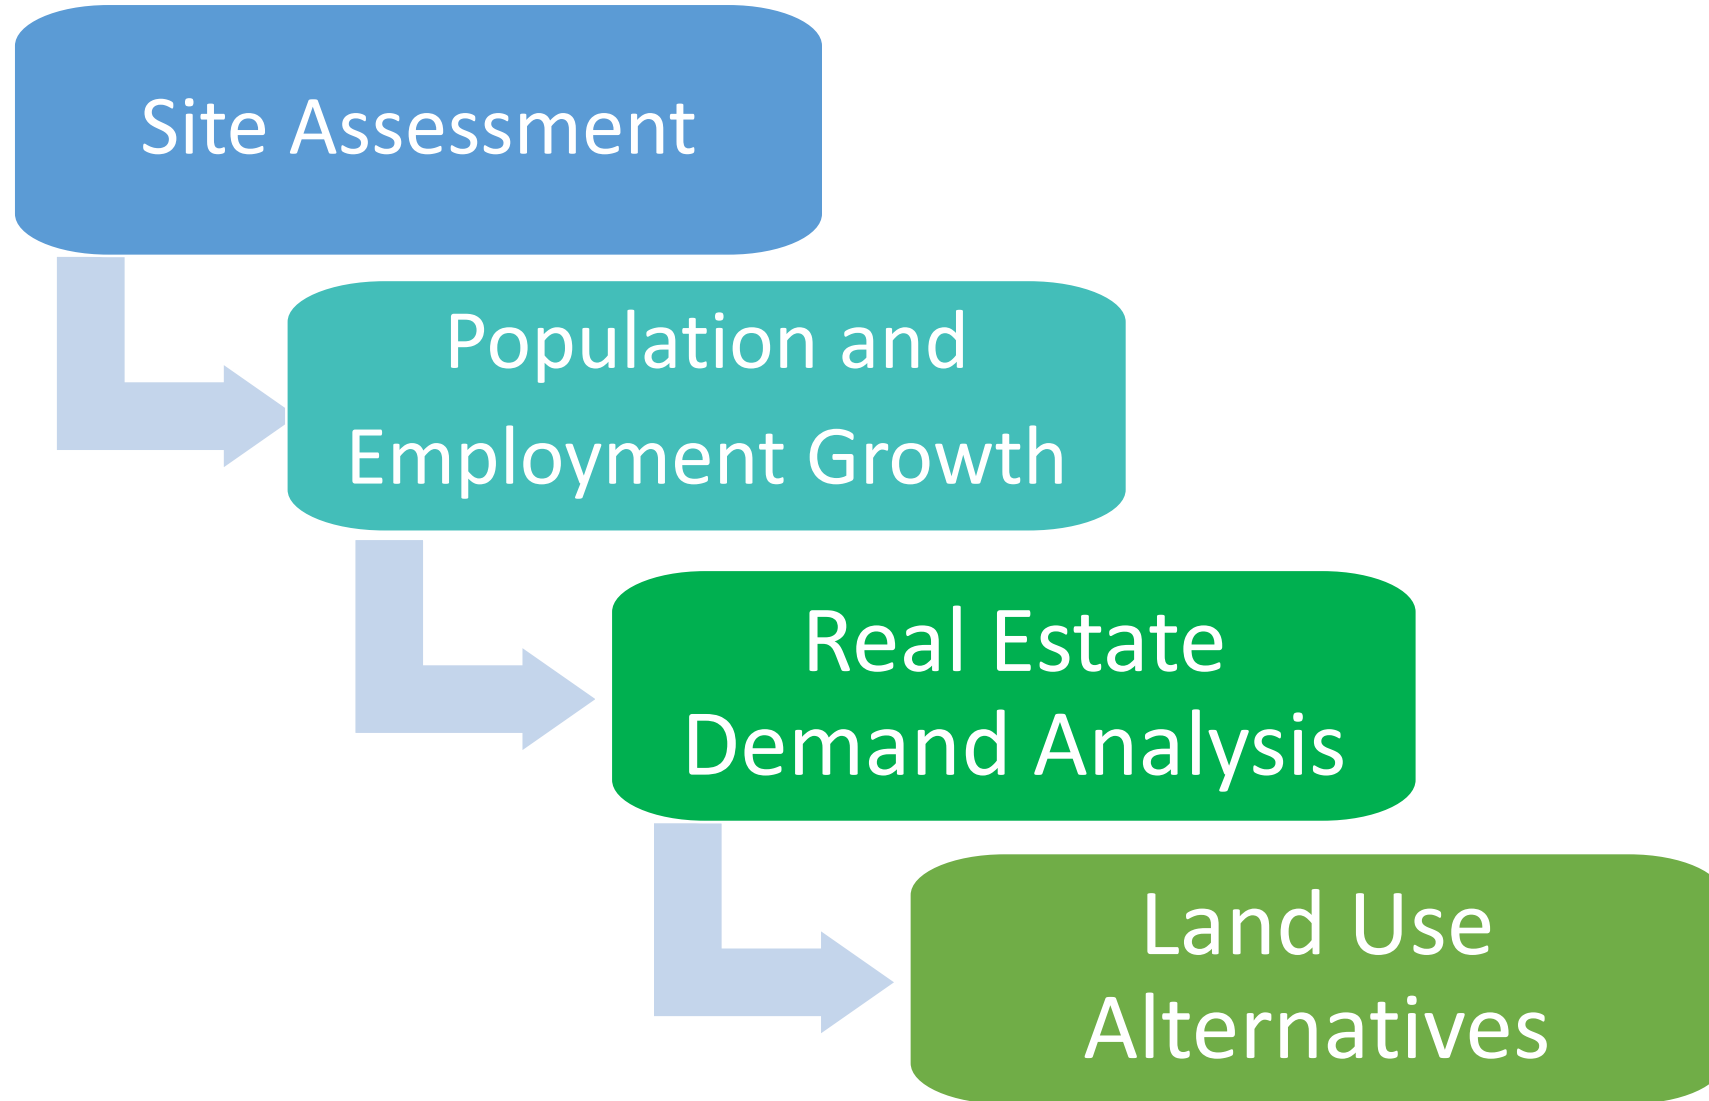 Site Assessment
Population and
Employment Growth
Real Estate
Demand Analysis
Land Use
Alternatives